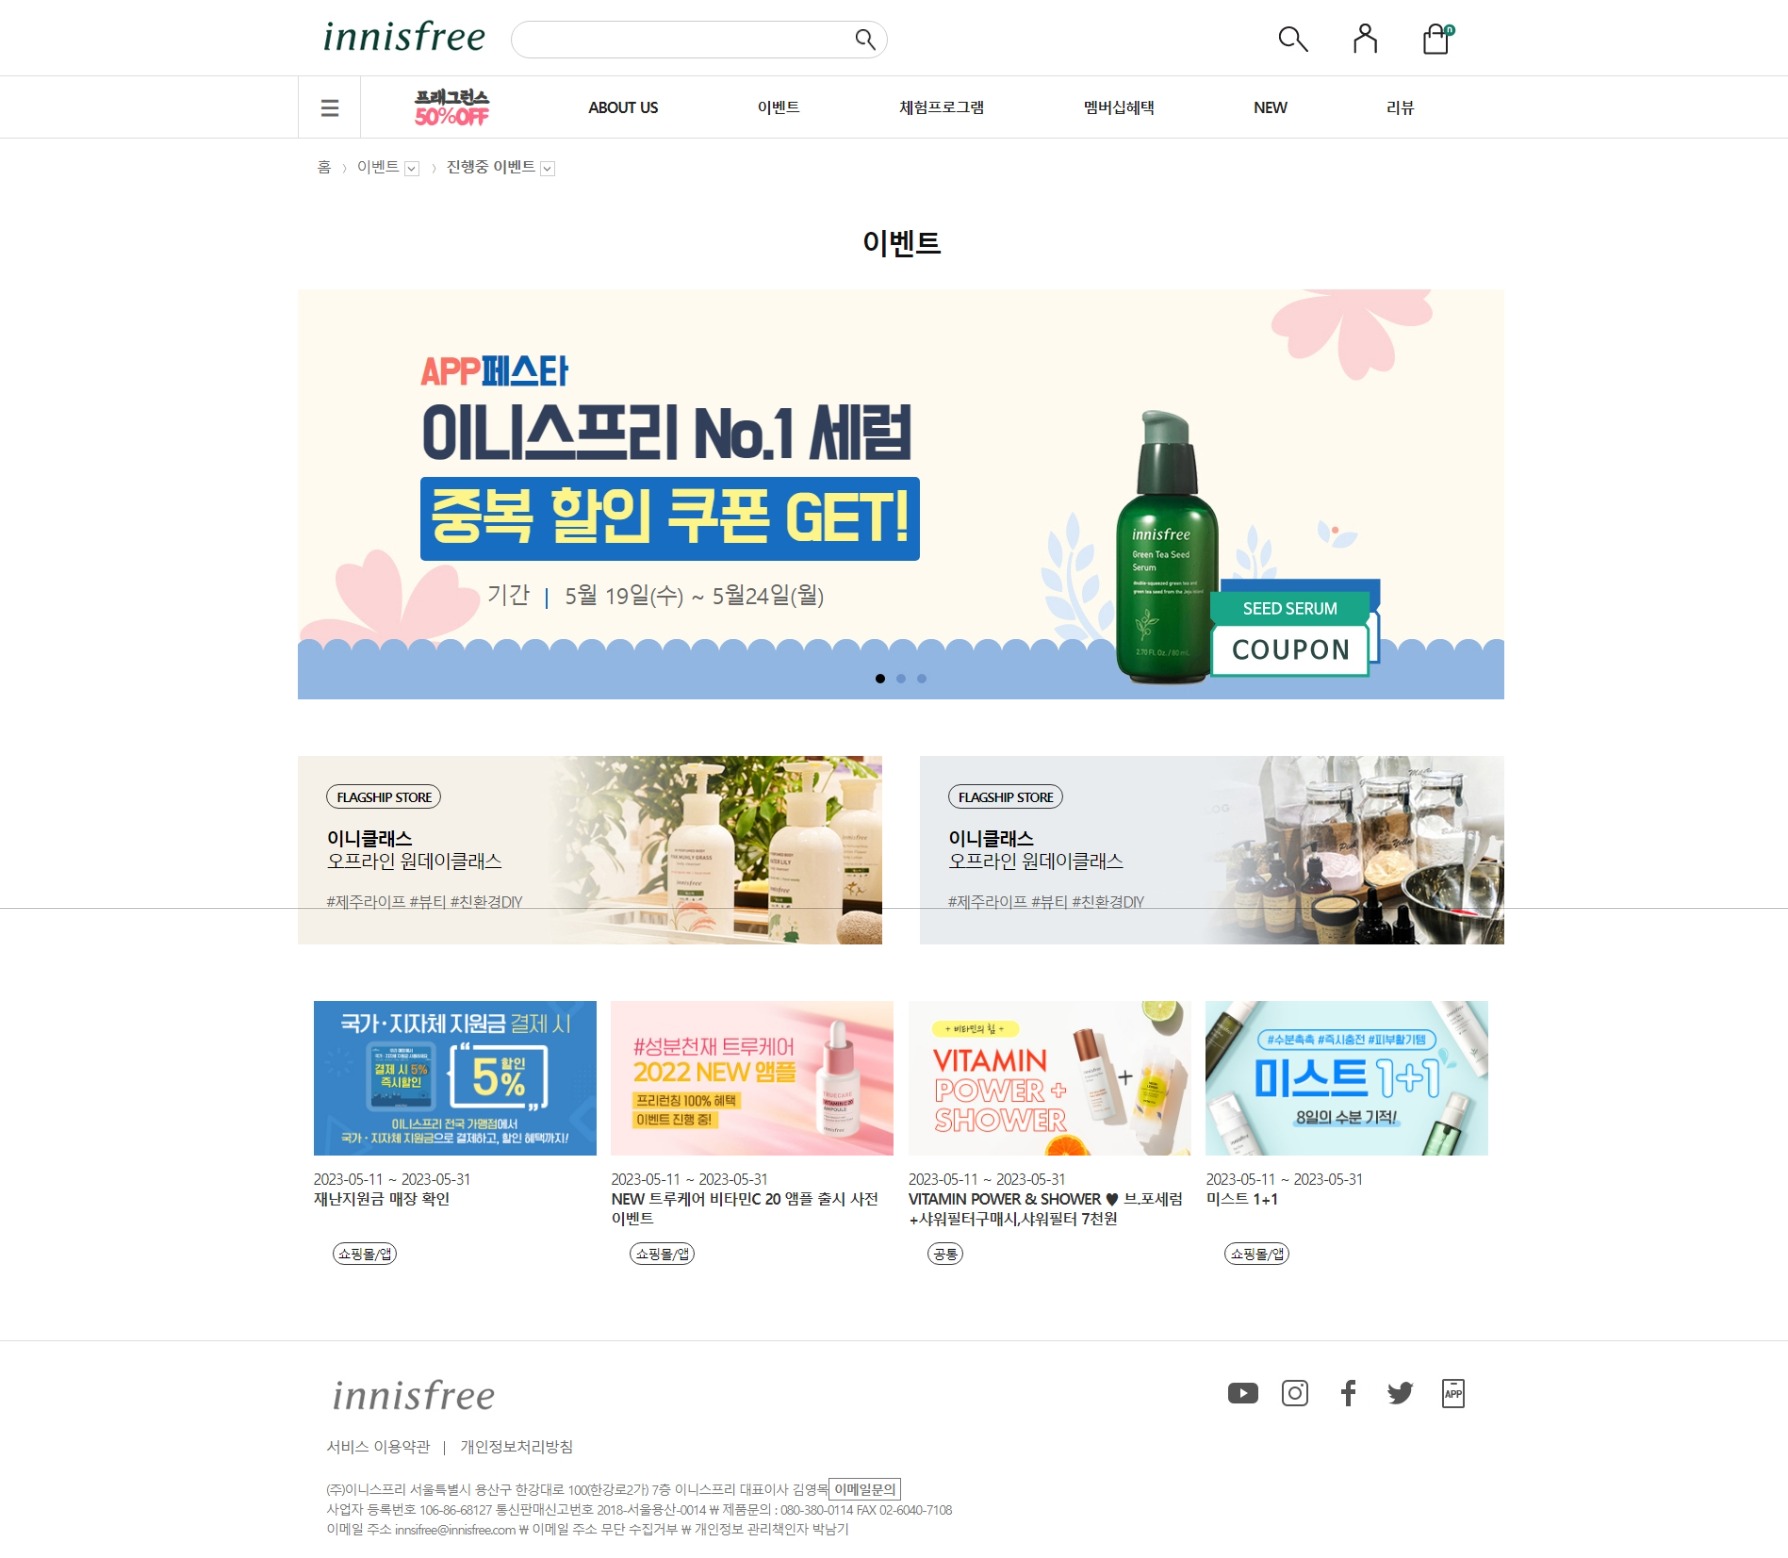 innisfree
n
프래그런스
50%OFF
ABOUT US
이벤트
체험프로그램
멤버십혜택
NEW
리뷰
홈 > 이벤트 > 진행중 이벤트
이벤트
APP페스타
이니스프리 No.1 세럼
중복 할인 쿠폰 GET!
기간 | 5월 19일(수) ~ 5월24일(월)
innisfree
Green Tea Seed
Serum
2.70 FL.Oz. / 80 mL
SEED SERUM
COUPON
FLAGSHIP STORE
이니클래스
오프라인 원데이클래스
#제주라이프 #뷰티 #친환경DIY
innisfree
FLAGSHIP STORE
이니클래스
오프라인 원데이클래스
#제주라이프 #뷰티 #친환경DIY
국가·지자체 지원금 결제 시
결제 시 5%
즉시할인
5%
할인
이니스프리 전국 가맹점에서
국가·지자체 지원금으로 결제하고, 할인 혜택까지!
2023-05-11 ~ 2023-05-31
재난지원금 매장 확인
쇼핑몰/앱
#성분천재 트루케어
2022 NEW 앰플
프리런칭 100% 혜택
이벤트 진행 중!
2023-05-11 ~ 2023-05-31
NEW 트루케어 비타민C 20 앰플 출시 사전
이벤트
쇼핑몰/앱
+ 비타민의 힘 +
VITAMIN
POWER +
SHOWER
+
2023-05-11 ~ 2023-05-31
VITAMIN POWER & SHOWER ♥ 브.포세럼
+샤워필터구매시,샤워필터 7천원
공통
#수분촉촉 #즉시충전 #피부활기템
미스트 1+1
8일의 수분 기적!
2023-05-11 ~ 2023-05-31
미스트 1+1
쇼핑몰/앱
innisfree
APP
서비스 이용약관 | 개인정보처리방침
(주)이니스프리 서울특별시 용산구 한강대로 100(한강로2가) 7층 이니스프리 대표이사 김영목 이메일문의
사업자 등록번호 106-86-68127 통신판매신고번호 2018-서울용산-0014 ₩ 제품문의 : 080-380-0114 FAX 02-6040-7108
이메일 주소 innsifree@innisfree.com ₩ 이메일 주소 무단 수집거부 ₩ 개인정보 관리책인자 박남기